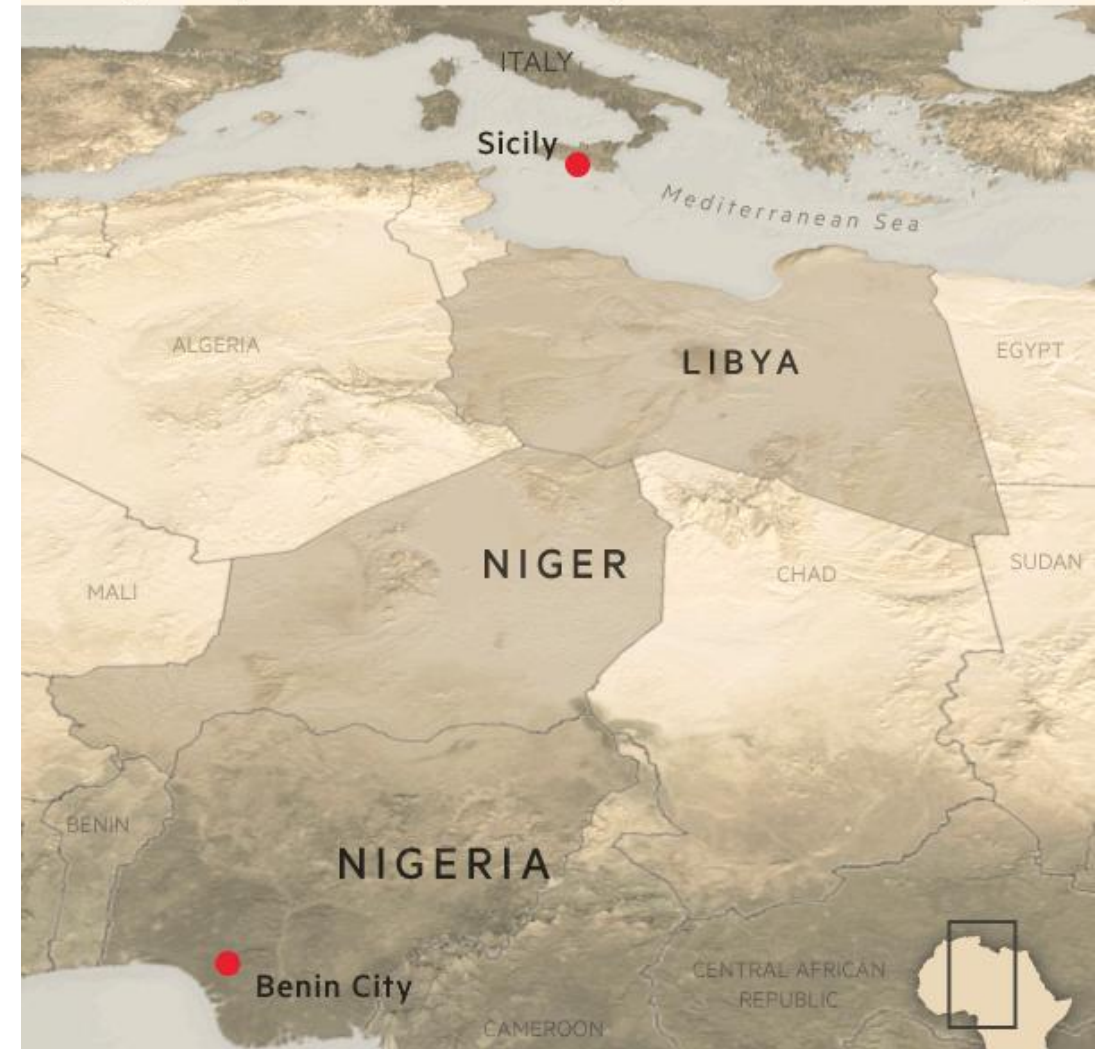 ITALY
Sicily
Mediterranean Sea
ALGERIA
LIBYA
EGYPT
NIGER
MALI
CHAD
SUDAN
BENIN
NIGERIA
Benin City
CENTRAL AFRICAN
REPUBLIC
CAMEROON